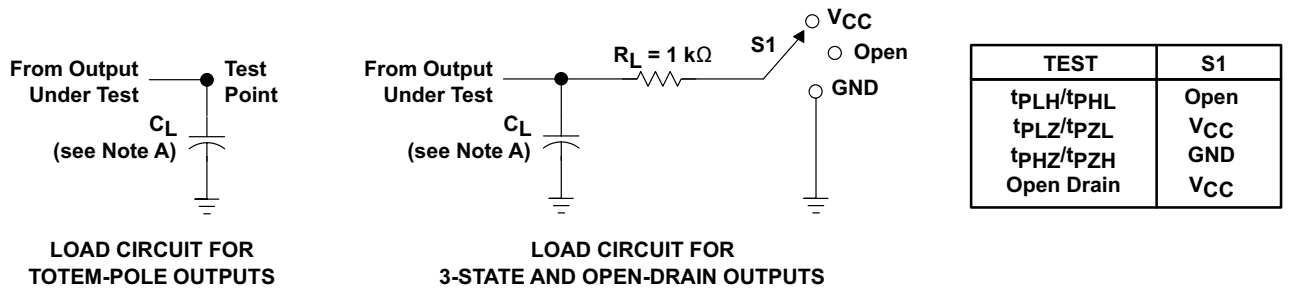 From Output
Under Test
Test
Point
CL
(see Note A)
LOAD CIRCUIT FOR
TOTEM-POLE OUTPUTS
From Output
Under Test
RL = 1 kΩ
S1
VCC
Open
GND
CL
(see Note A)
LOAD CIRCUIT FOR
3-STATE AND OPEN-DRAIN OUTPUTS
TEST S1
tPLH/tPHL Open
tPLZ/tPZL VCC
tPHZ/tPZH GND
Open Drain VCC